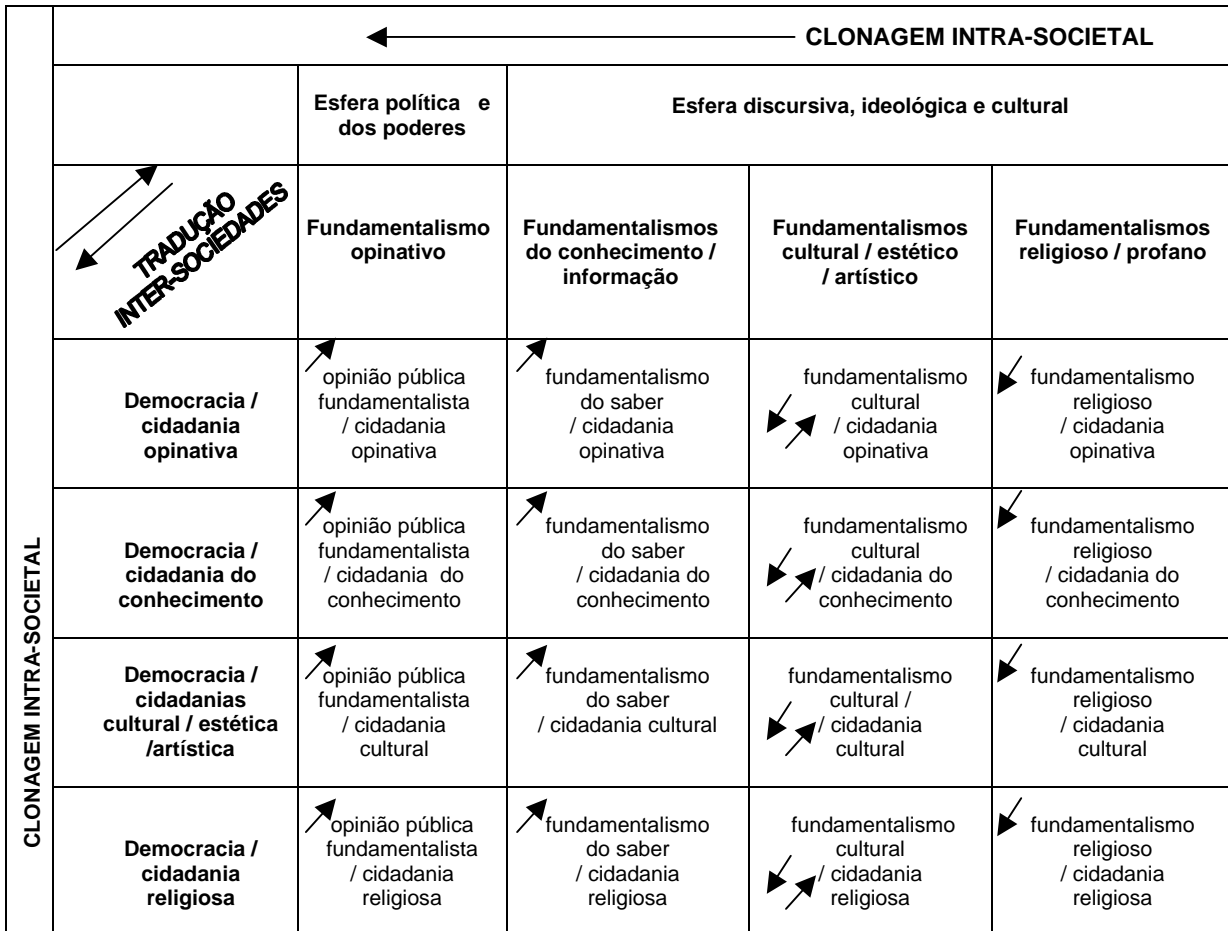 CLONAGEM INTRA-SOCIETAL
Esfera política e
dos poderes
Esfera discursiva, ideológica e cultural
TRADUÇÃO
INTER-SOCIEDADES
Fundamentalismo
opinativo
Fundamentalismos
do conhecimento /
informação
Fundamentalismos
cultural / estético
/ artístico
Fundamentalismos
religioso / profano
CLONAGEM INTRA-SOCIETAL
Democracia /
cidadania
opinativa
opinião pública
fundamentalista
/ cidadania
opinativa
fundamentalismo
do saber
/ cidadania
opinativa
fundamentalismo
cultural
/ cidadania
opinativa
fundamentalismo
religioso
/ cidadania
opinativa
Democracia /
cidadania do
conhecimento
opinião pública
fundamentalista
/ cidadania do
conhecimento
fundamentalismo
do saber
/ cidadania do
conhecimento
fundamentalismo
cultural
/ cidadania do
conhecimento
fundamentalismo
religioso
/ cidadania do
conhecimento
Democracia /
cidadanias
cultural / estética
/artística
opinião pública
fundamentalista
/ cidadania
cultural
fundamentalismo
do saber
/ cidadania cultural
fundamentalismo
cultural /
/ cidadania
cultural
fundamentalismo
religioso
/ cidadania
cultural
Democracia /
cidadania
religiosa
opinião pública
fundamentalista
/ cidadania
religiosa
fundamentalismo
do saber
/ cidadania
religiosa
fundamentalismo
cultural
/ cidadania
religiosa
fundamentalismo
religioso
/ cidadania
religiosa